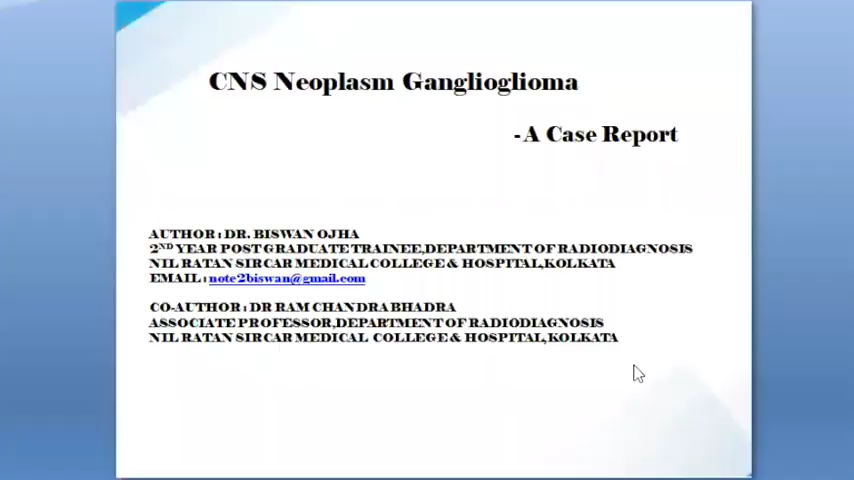 CNS Neoplasm Ganglioglioma
-A Case Report
AUTHOR : DR. BISWAN OJHA
2ND YEAR POST GRADUATE TRAINEE,DEPARTMENT OF RADIODIAGNOSIS
NIL RATAN SIRCAR MEDICAL COLLEGE & HOSPITAL,KOLKATA
EMAIL : note2biswan@gmail.com
CO-AUTHOR : DR RAM CHANDRA BHADRA
ASSOCIATE PROFESSOR,DEPARTMENT OF RADIODIAGNOSIS
NIL RATAN SIRCAR MEDICAL COLLEGE & HOSPITAL,KOLKATA